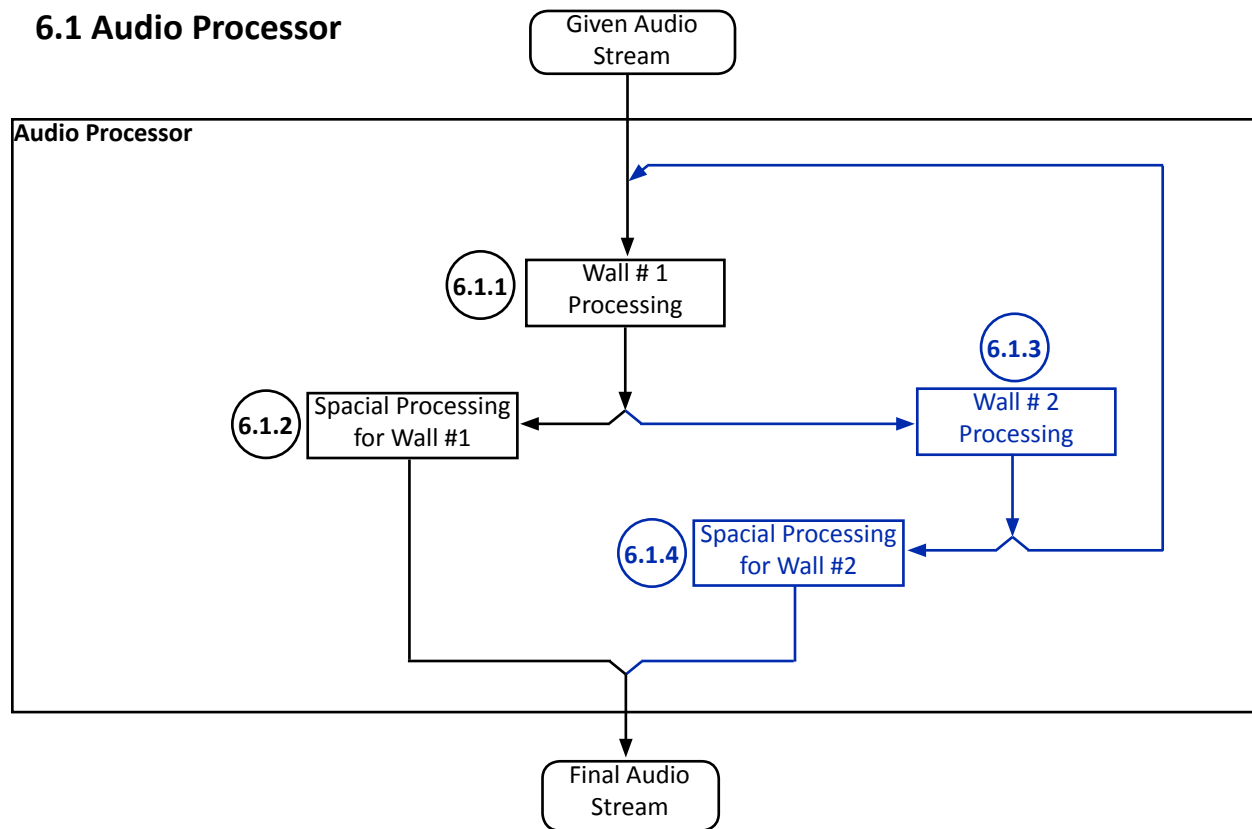 6.1 Audio Processor
Given Audio
Stream
Audio Processor
6.1.1
Wall # 1
Processing
6.1.3
Wall # 2
Processing
6.1.2
Spacial Processing
for Wall #1
6.1.4
Spacial Processing
for Wall #2
Final Audio
Stream